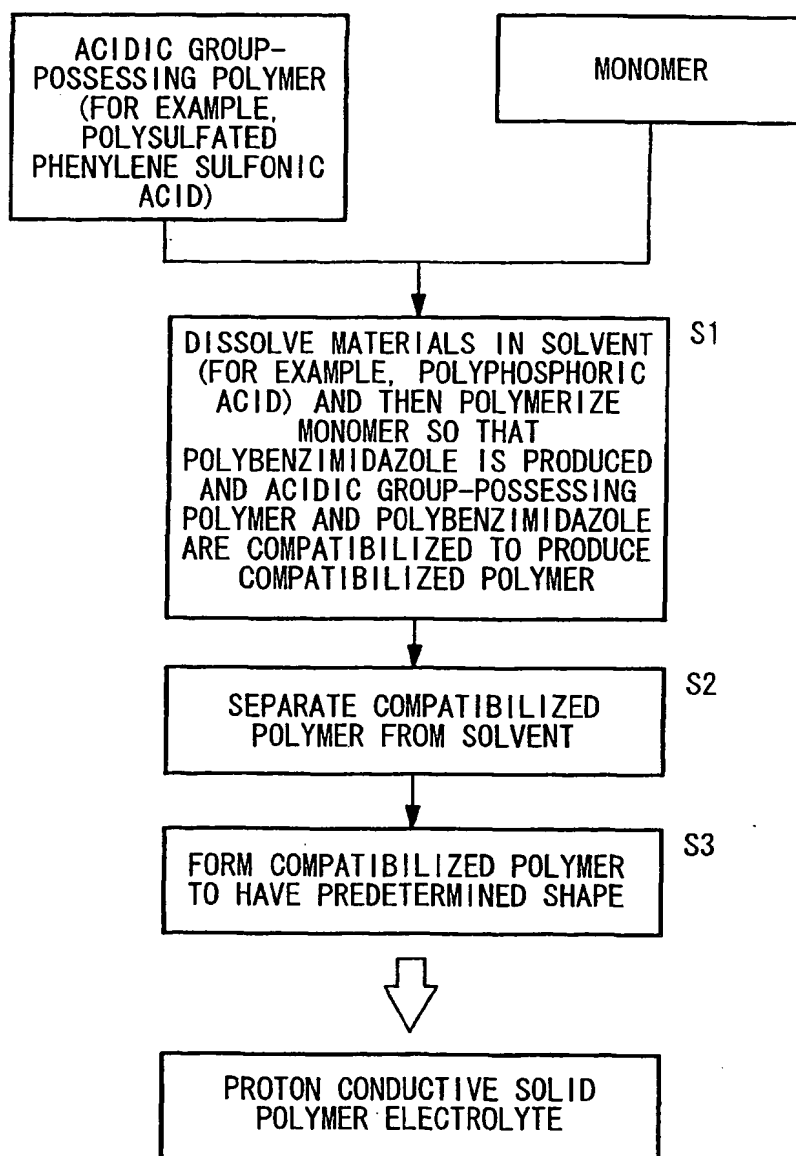 ACIDIC GROUP-
POSSESSING POLYMER
(FOR EXAMPLE,
POLYSULFATED
PHENYLENE SULFONIC
ACID)
MONOMER
S1
DISSOLVE MATERIALS IN SOLVENT
(FOR EXAMPLE, POLYPHOSPHORIC
ACID) AND THEN POLYMERIZE
MONOMER SO THAT
POLYBENZIMIDAZOLE IS PRODUCED
AND ACIDIC GROUP-POSSESSING
POLYMER AND POLYBENZIMIDAZOLE
ARE COMPATIBILIZED TO PRODUCE
COMPATIBILIZED POLYMER
S2
SEPARATE COMPATIBILIZED
POLYMER FROM SOLVENT
S3
FORM COMPATIBILIZED POLYMER
TO HAVE PREDETERMINED SHAPE
PROTON CONDUCTIVE SOLID
POLYMER ELECTROLYTE